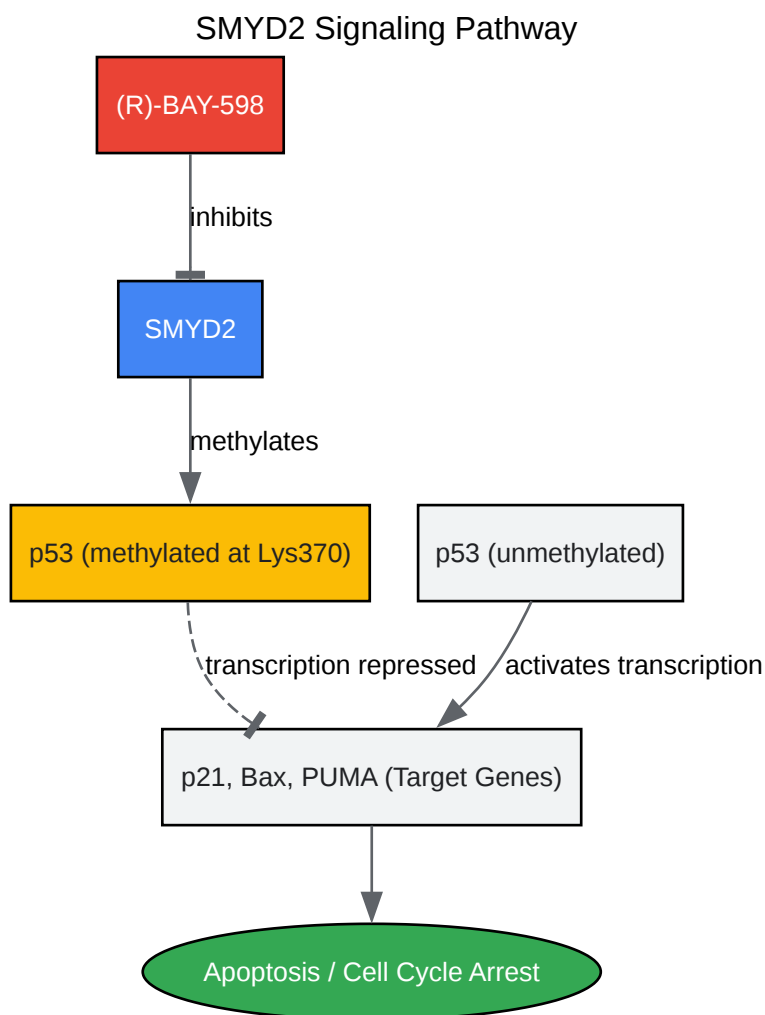 SMYD2 Signaling Pathway
(R)-BAY-598
inhibits
SMYD2
methylates
p53 (methylated at Lys370)
p53 (unmethylated)
transcription repressed
activates transcription
p21, Bax, PUMA (Target Genes)
Apoptosis / Cell Cycle Arrest